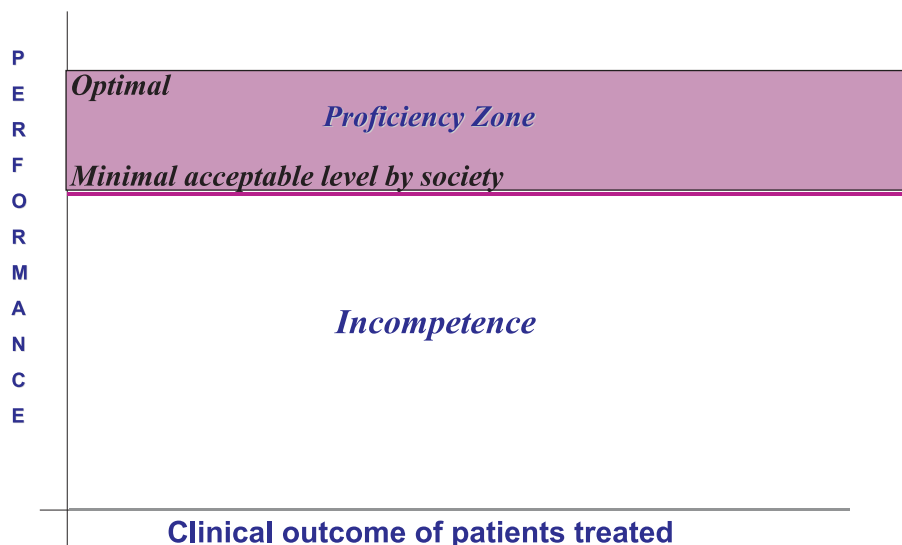 PERFORMANCE
Optimal
Proficiency Zone
Minimal acceptable level by society
Incompetence
Clinical outcome of patients treated